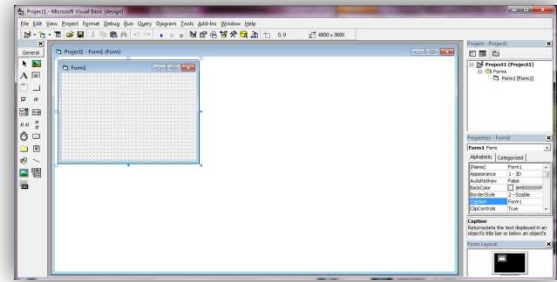 Project1 - Microsoft Visual Basic [design]
File Edit View Project Format Debug Run Query Diagram Tools Add-Ins Window Help
0,0 4800 x 3600
General
Project1 - Form1 (Form)
Form1
Project - Project1
Project1 (Project1)
Forms
Form1 (Form1)
Properties - Form1
Form1 Form
Alphabetic Categorized
(Name) Form1
Appearance 1 - 3D
AutoRedraw False
BackColor
BorderStyle 2 - Sizable
Caption Form1
ClipControls True
Caption
Returns/sets the text displayed in an
object's title bar or below an object's
Form Layout